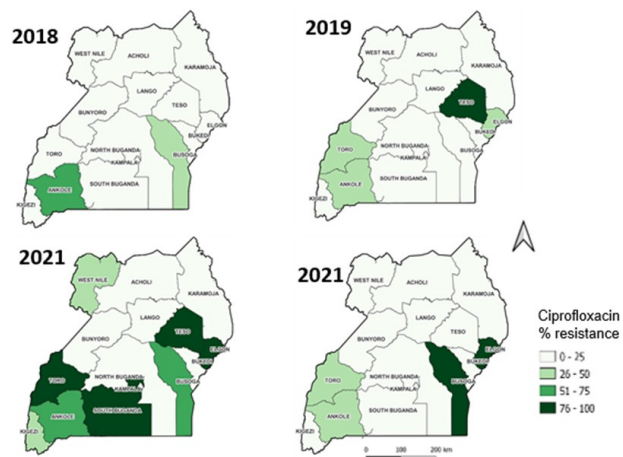 2018
WEST NILE
ACHOLI
KARAMOJA
LANGO
BUNYORO
TESO
ELGON
BUKEDI
TORO
NORTH BUGANDA
KAMPALA
BUSOGA
ANKOLE
SOUTH BUGANDA
KIGEZI
2019
WEST NILE
ACHOLI
KARAMOJA
LANGO
TESO
BUNYORO
ELGON
BUKEDI
TORO
NORTH BUGANDA
KAMPALA
BUSOGA
ANKOLE
SOUTH BUGANDA
KIGEZI
2021
WEST NILE
ACHOLI
KARAMOJA
LANGO
TESO
BUNYORO
ELGON
BUKEDI
TORO
NORTH BUGANDA
KAMPALA
BUSOGA
ANKOLE
SOUTH BUGANDA
KIGEZI
2021
WEST NILE
ACHOLI
KARAMOJA
LANGO
TESO
BUNYORO
ELGON
BUKEDI
TORO
NORTH BUGANDA
KAMPALA
BUSOGA
ANKOLE
SOUTH BUGANDA
KIGEZI
0 100 200 km
Ciprofloxacin
% resistance
0 - 25
26 - 50
51 - 75
76 - 100